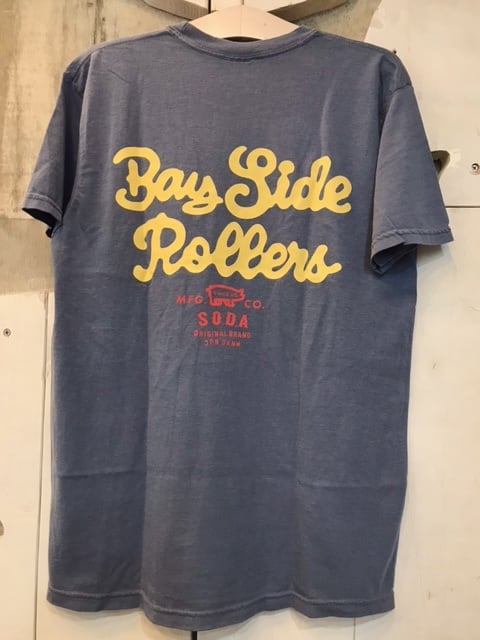 Bay Side
Rollers
MFG. CO.
SODA
ORIGINAL BRAND